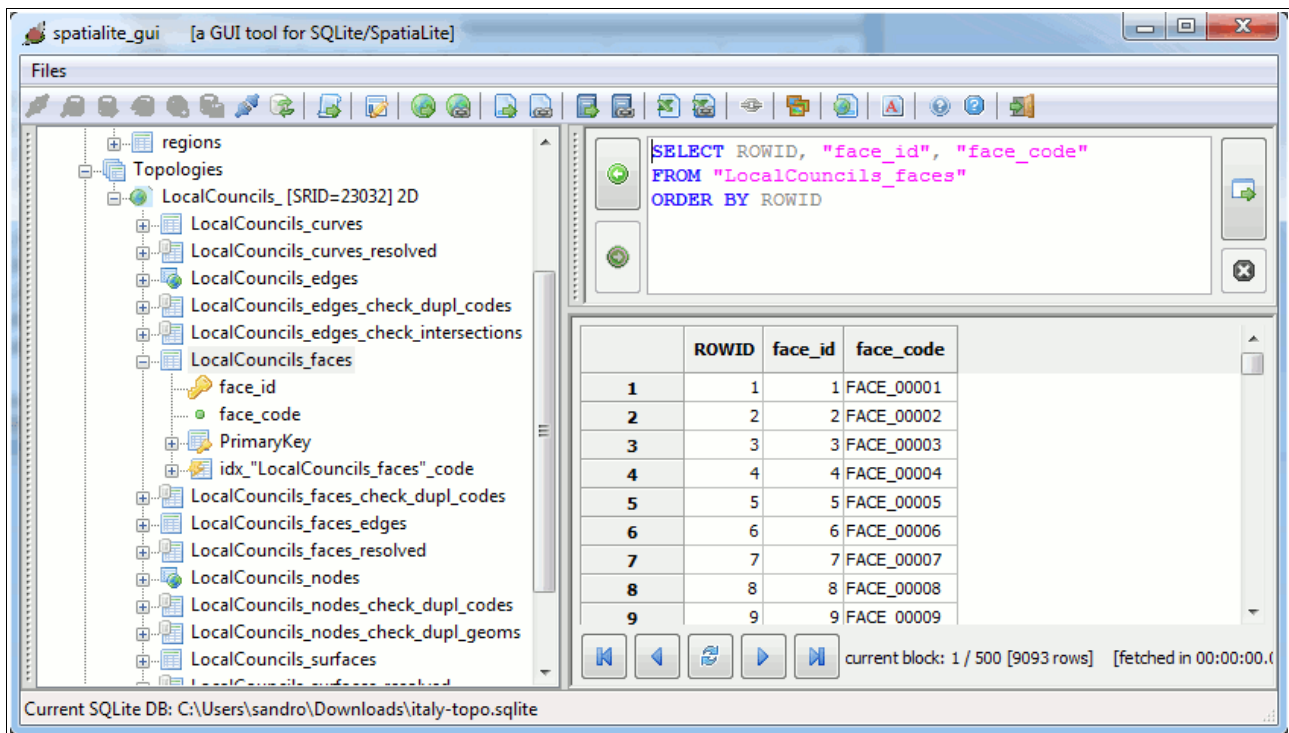 spatialite_gui [a GUI tool for SQLite/SpatiaLite]
Files
regions
Topologies
LocalCouncils_ [SRID=23032] 2D
LocalCouncils_curves
LocalCouncils_curves_resolved
LocalCouncils_edges
LocalCouncils_edges_check_dupl_codes
LocalCouncils_edges_check_intersections
LocalCouncils_faces
face_id
face_code
PrimaryKey
idx_"LocalCouncils_faces"_code
LocalCouncils_faces_check_dupl_codes
LocalCouncils_faces_edges
LocalCouncils_faces_resolved
LocalCouncils_nodes
LocalCouncils_nodes_check_dupl_codes
LocalCouncils_nodes_check_dupl_geoms
LocalCouncils_surfaces
SELECT ROWID, "face_id", "face_code"
FROM "LocalCouncils_faces"
ORDER BY ROWID
ROWID face_id face_code
1 1 1 FACE_00001
2 2 2 FACE_00002
3 3 3 FACE_00003
4 4 4 FACE_00004
5 5 5 FACE_00005
6 6 6 FACE_00006
7 7 7 FACE_00007
8 8 8 FACE_00008
9 9 9 FACE_00009
current block: 1 / 500 [9093 rows] [fetched in 00:00:00.
Current SQLite DB: C:\Users\sandro\Downloads\italy-topo.sqlite